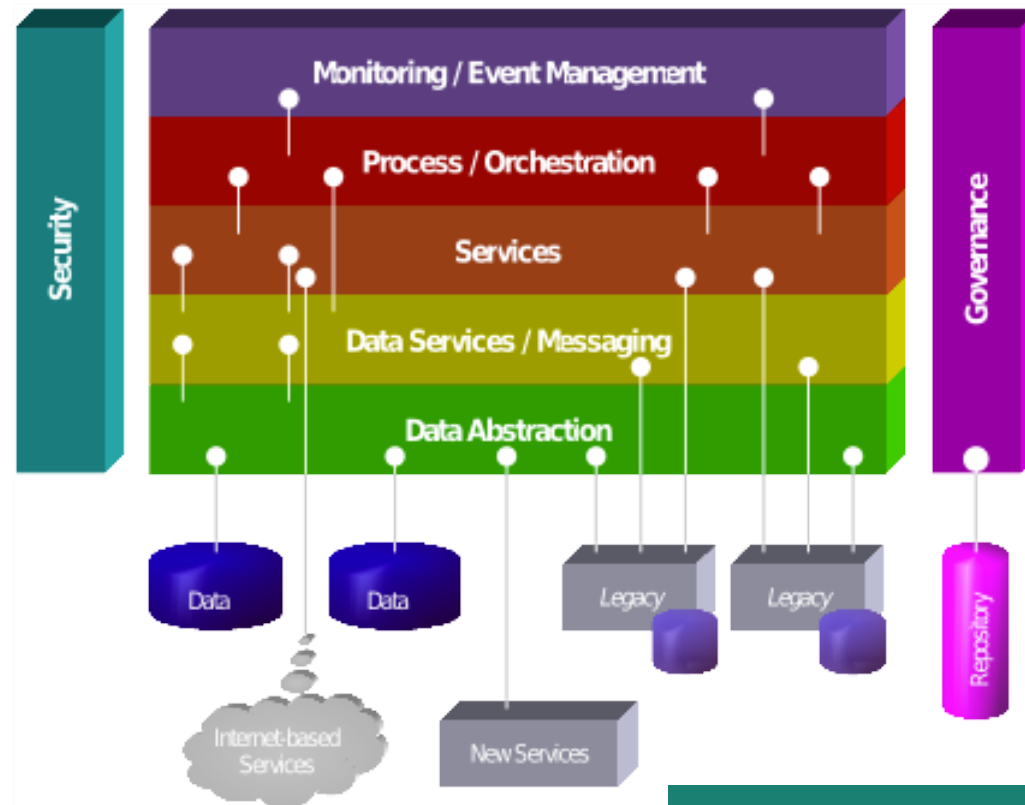 Security
Monitoring / Event Management
Process / Orchestration
Services
Data Services / Messaging
Data Abstraction
Governance
Data
Data
Legacy
Legacy
Repository
Internet-based
Services
New Services